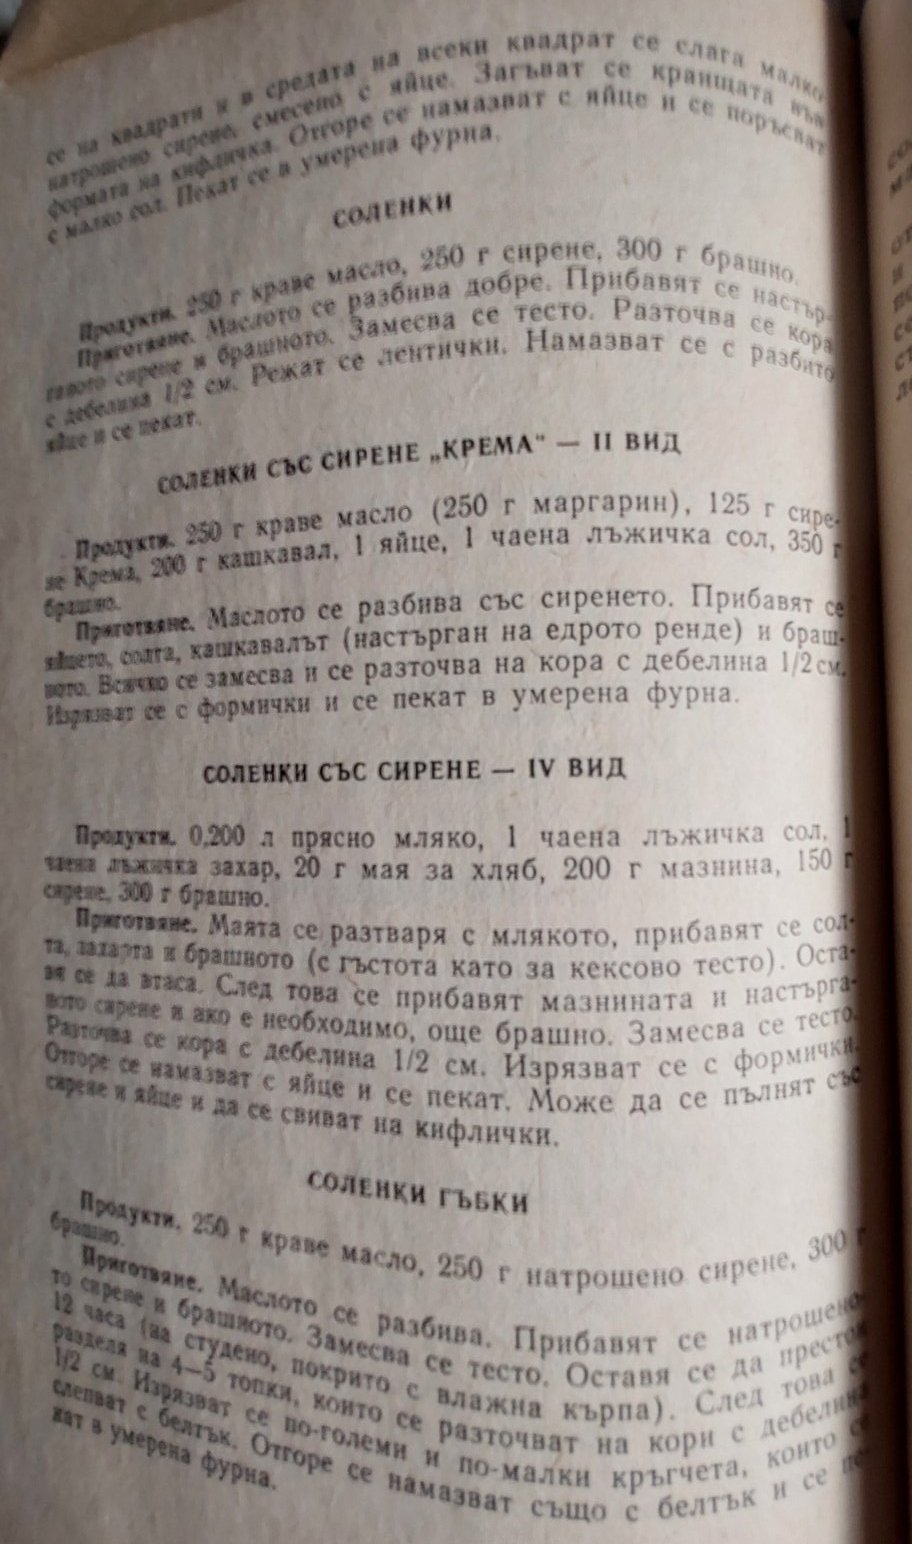 се на квадрати и в средата на всеки квадрат се слага малко
натрошено сирене, смесено с яйце. Загъват се краищата във
формата на кифличка. Отгоре се намазват с яйце и се поръсват
с малко сол. Пекат се в умерена фурна.
СОЛЕНКИ
Продукти. 250 г краве масло, 250 г сирене, 300 г брашно.
Приготвяне. Маслото се разбива добре. Прибавят се настър-
ганото сирене и брашното. Замесва се тесто. Разточва се кора
с дебелина 1/2 см. Режат се лентички. Намазват се с разбито
яйце и се пекат.
СОЛЕНКИ СЪС СИРЕНЕ „КРЕМА" — II ВИД
Продукти. 250 г краве масло (250 г маргарин), 125 г сире-
не Крема, 200 г кашкавал, 1 яйце, 1 чаена лъжичка сол, 350 г
брашно.
Приготвяне. Маслото се разбива със сиренето. Прибавят се
яйцето, солта, кашкавалът (настърган на едрото ренде) и браш-
ното. Всичко се замесва и се разточва на кора с дебелина 1/2 см.
Изрязват се с формички и се пекат в умерена фурна.
СОЛЕНКИ СЪС СИРЕНЕ — IV ВИД
Продукти. 0,200 л прясно мляко, 1 чаена лъжичка сол, 1
чаена лъжичка захар, 20 г мая за хляб, 200 г мазнина, 150 г
сирене, 300 г брашно.
Приготвяне. Маята се разтваря с млякото, прибавят се сол-
та, захарта и брашното (с гъстота като за кексово тесто). Оста-
вя се да втаса. След това се прибавят мазнината и настърга-
ното сирене и ако е необходимо, още брашно. Замесва се тесто.
Разточва се кора с дебелина 1/2 см. Изрязват се с формички.
Отгоре се намазват с яйце и се пекат. Може да се пълнят със
сирене и яйце и да се свиват на кифлички.
СОЛЕНКИ ГЪБКИ
Продукти. 250 г краве масло, 250 г натрошено сирене, 300 г
брашно.
Приготвяне. Маслото се разбива. Прибавят се натрошено-
то сирене и брашното. Замесва се тесто. Оставя се да престои
12 часа (на студено, покрито с влажна кърпа). След това се
разделя на 4—5 топки, които се разточват на кори с дебелина
1/2 см. Изрязват се по-големи и по-малки кръгчета, които се
слепват с белтък. Отгоре се намазват също с белтък и се пе-
кат в умерена фурна.